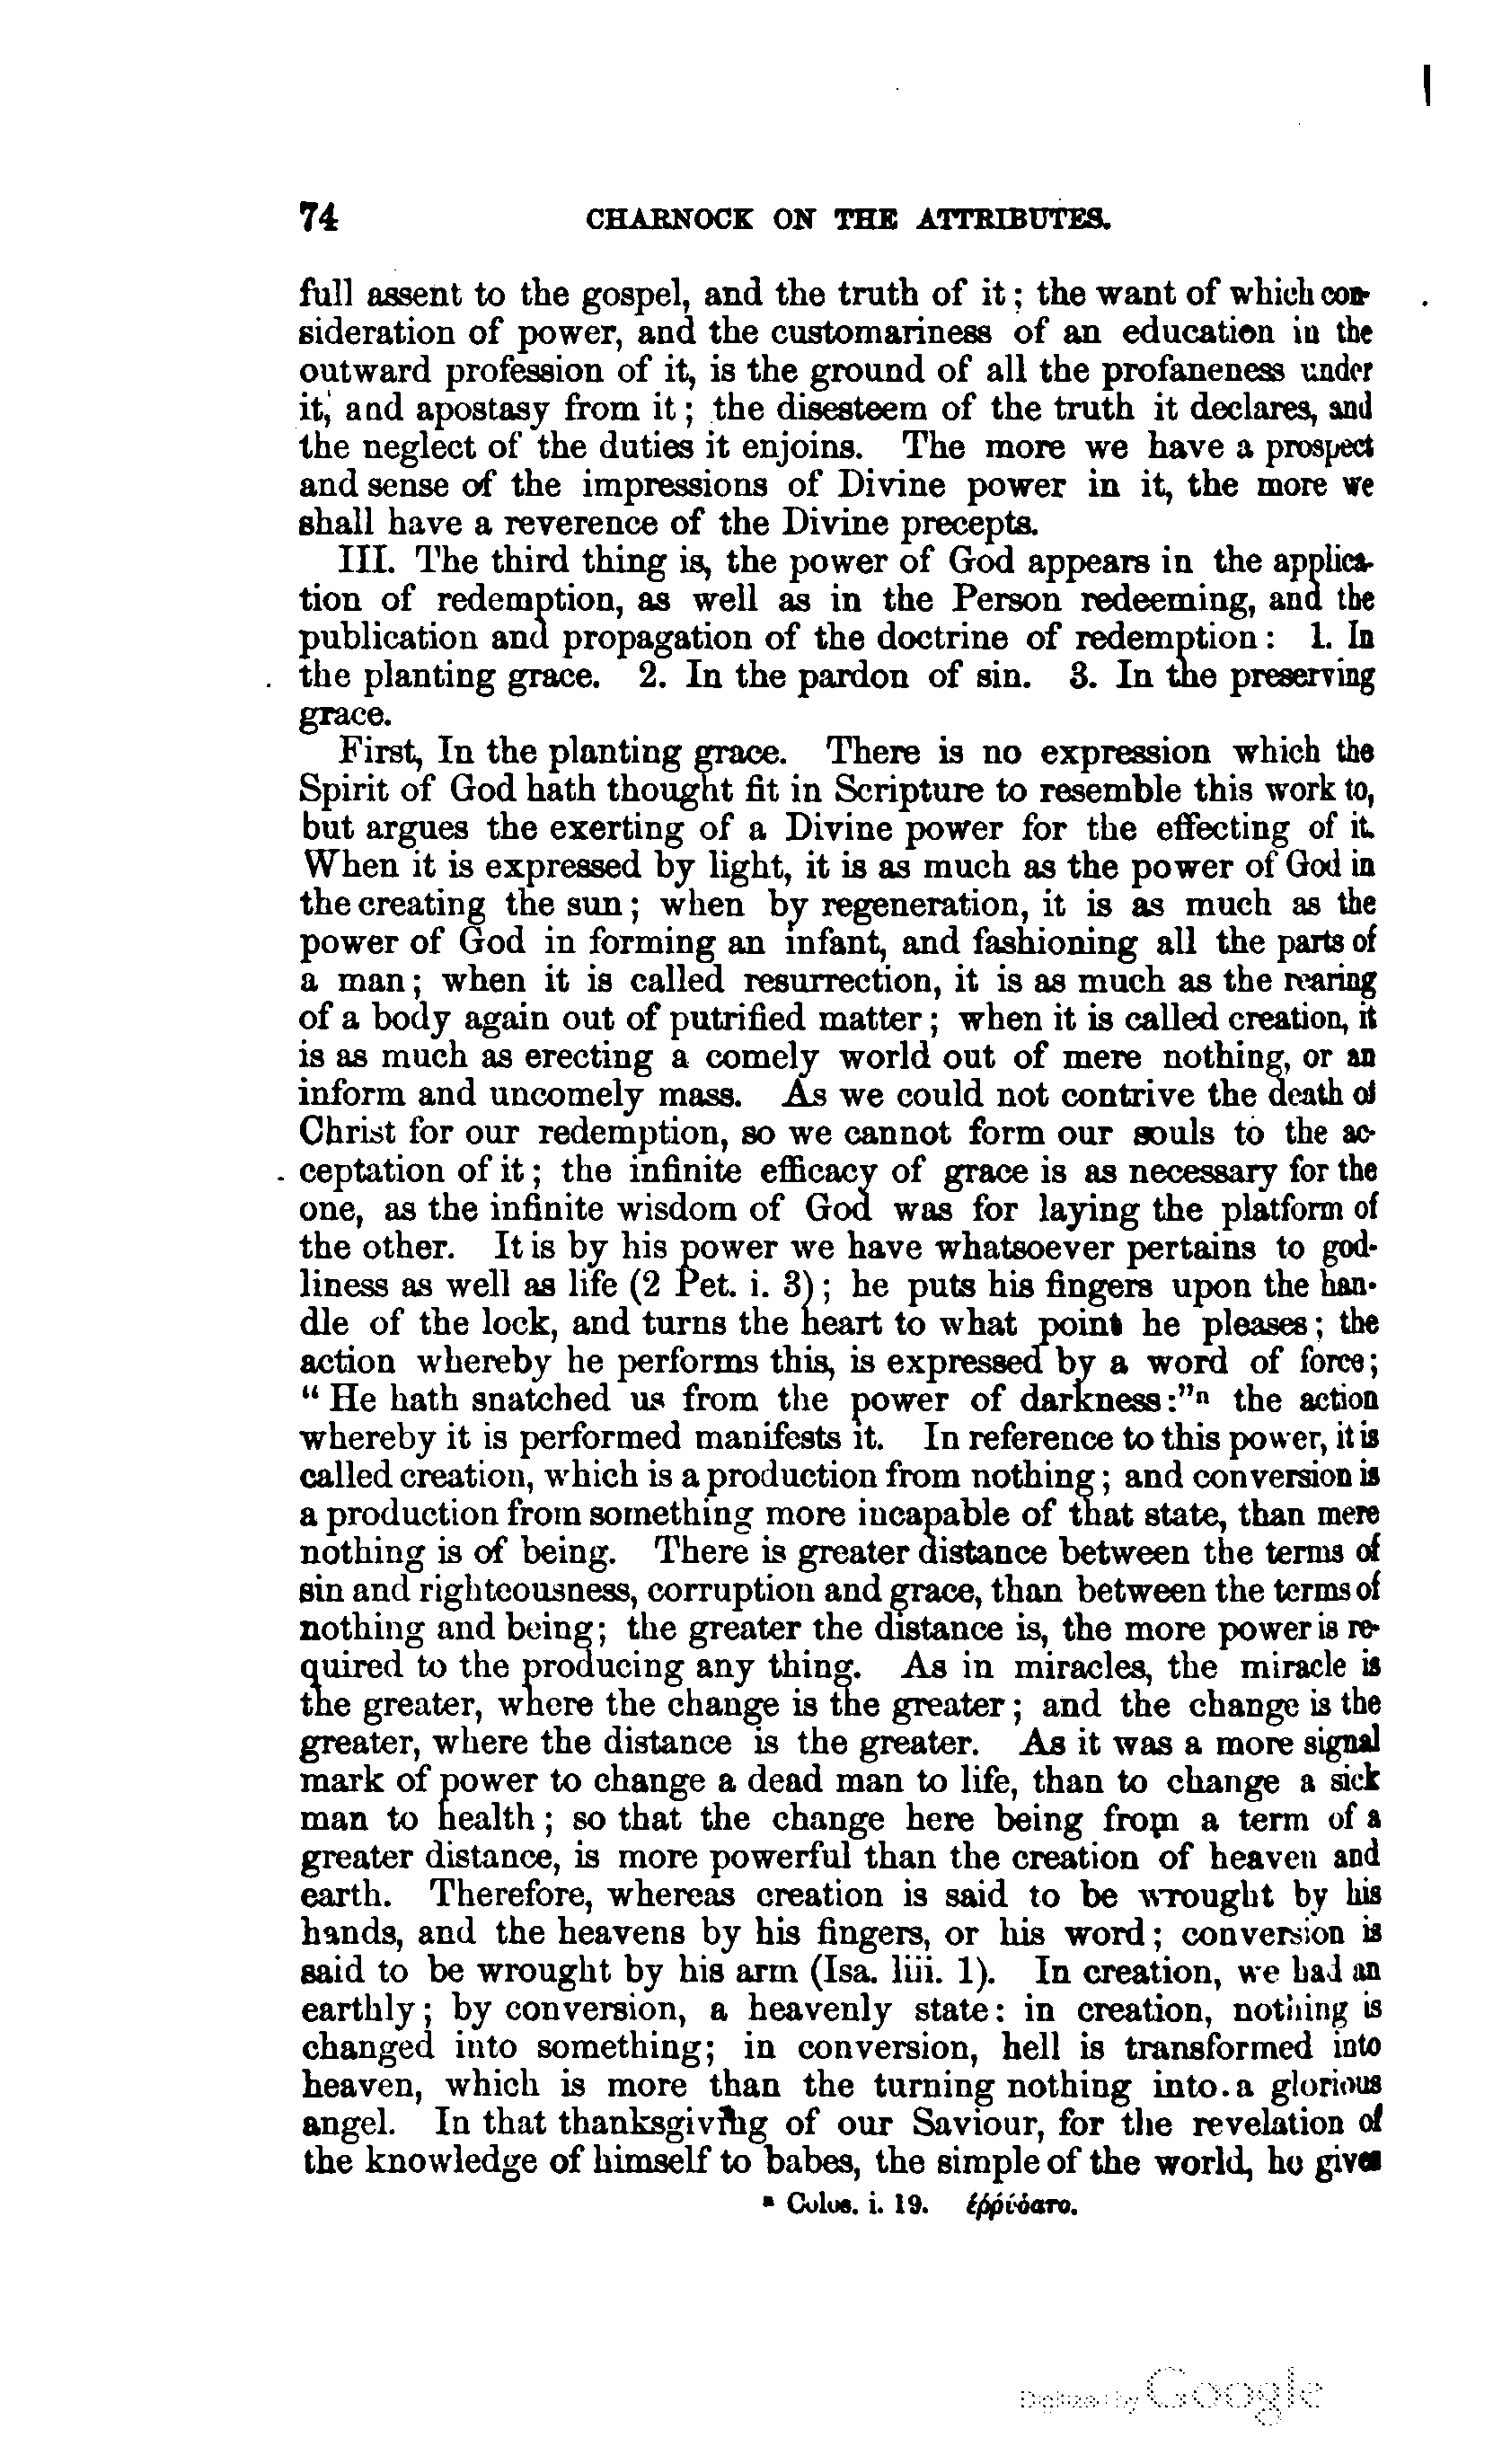 74 CHARNOCK ON THE ATTRIBUTES.
full assent to the gospel, and the truth of it; the want of which con-
sideration of power, and the customariness of an education in the
outward profession of it, is the ground of all the profaneness under
it, and apostasy from it; the disesteem of the truth it declares, and
the neglect of the duties it enjoins. The more we have a prospect
and sense of the impressions of Divine power in it, the more we
shall have a reverence of the Divine precepts.
III. The third thing is, the power of God appears in the applica-
tion of redemption, as well as in the Person redeeming, and the
publication and propagation of the doctrine of redemption: 1. In
the planting grace. 2. In the pardon of sin. 3. In the preserving
grace.
First, In the planting grace. There is no expression which the
Spirit of God hath thought fit in Scripture to resemble this work to,
but argues the exerting of a Divine power for the effecting of it.
When it is expressed by light, it is as much as the power of God in
the creating the sun; when by regeneration, it is as much as the
power of God in forming an infant, and fashioning all the parts of
a man; when it is called resurrection, it is as much as the rearing
of a body again out of putrified matter; when it is called creation, it
is as much as erecting a comely world out of mere nothing, or an
inform and uncomely mass. As we could not contrive the death of
Christ for our redemption, so we cannot form our souls to the ac-
ceptation of it; the infinite efficacy of grace is as necessary for the
one, as the infinite wisdom of God was for laying the platform of
the other. It is by his power we have whatsoever pertains to god-
liness as well as life (2 Pet. i. 3); he puts his fingers upon the han-
dle of the lock, and turns the heart to what point he pleases; the
action whereby he performs this, is expressed by a word of force;
"He hath snatched us from the power of darkness:"n the action
whereby it is performed manifests it. In reference to this power, it is
called creation, which is a production from nothing; and conversion is
a production from something more incapable of that state, than mere
nothing is of being. There is greater distance between the terms of
sin and righteousness, corruption and grace, than between the terms of
nothing and being; the greater the distance is, the more power is re-
quired to the producing any thing. As in miracles, the miracle is
the greater, where the change is the greater; and the change is the
greater, where the distance is the greater. As it was a more signal
mark of power to change a dead man to life, than to change a sick
man to health; so that the change here being from a term of a
greater distance, is more powerful than the creation of heaven and
earth. Therefore, whereas creation is said to be wrought by his
hands, and the heavens by his fingers, or his word; conversion is
said to be wrought by his arm (Isa. liii. 1). In creation, we had an
earthly; by conversion, a heavenly state: in creation, nothing is
changed into something; in conversion, hell is transformed into
heaven, which is more than the turning nothing into a glorious
angel. In that thanksgiving of our Saviour, for the revelation of
the knowledge of himself to babes, the simple of the world, he gives
n Colos. i. 19. ἐῤῥύσατο.
Digitized by Google